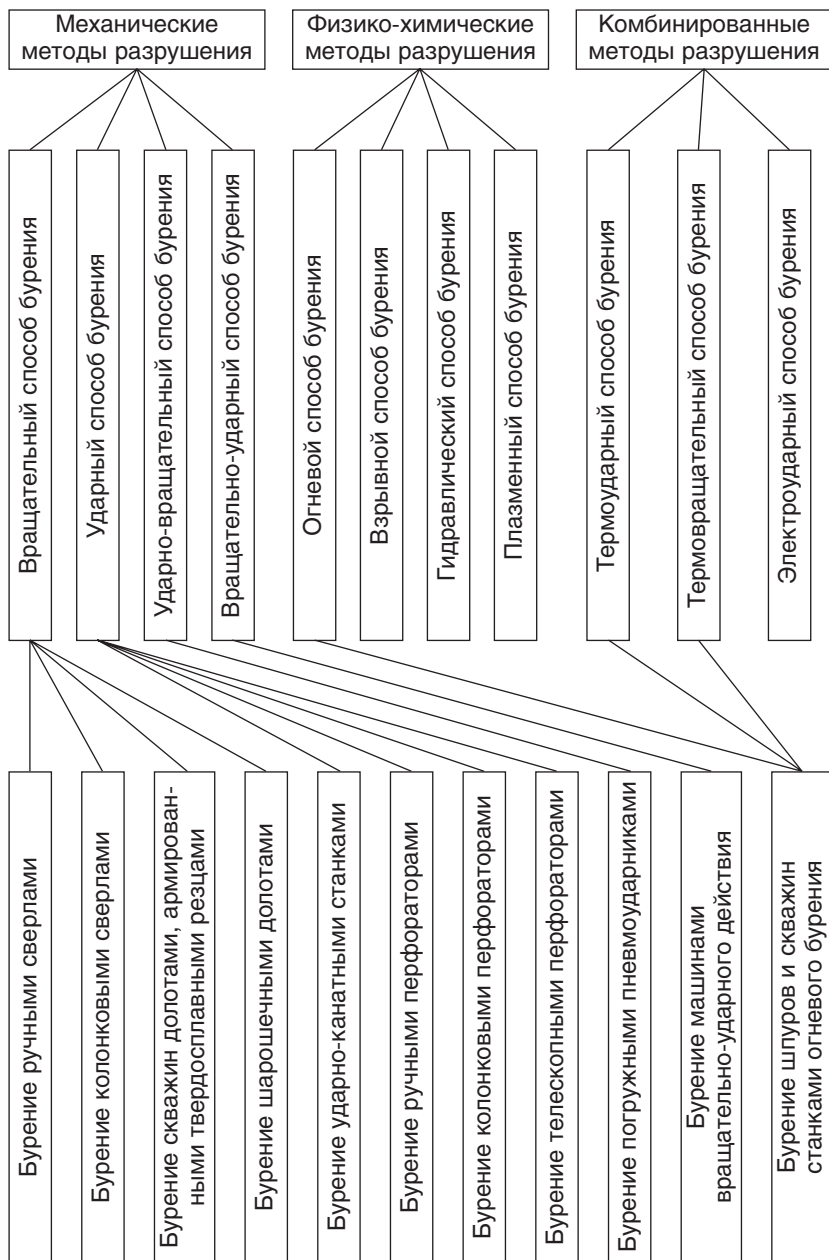 Механические
методы разрушения
Физико-химические
методы разрушения
Комбинированные
методы разрушения
Вращательный способ бурения
Ударный способ бурения
Ударно-вращательный способ бурения
Вращательно-ударный способ бурения
Огневой способ бурения
Взрывной способ бурения
Гидравлический способ бурения
Плазменный способ бурения
Термоударный способ бурения
Термовращательный способ бурения
Электроударный способ бурения
Бурение ручными сверлами
Бурение колонковыми сверлами
Бурение скважин долотами, армирован-
ными твердосплавными резцами
Бурение шарошечными долотами
Бурение ударно-канатными станками
Бурение ручными перфораторами
Бурение колонковыми перфораторами
Бурение телескопными перфораторами
Бурение погружными пневмоударниками
Бурение машинами
вращательно-ударного действия
Бурение шпуров и скважин
станками огневого бурения